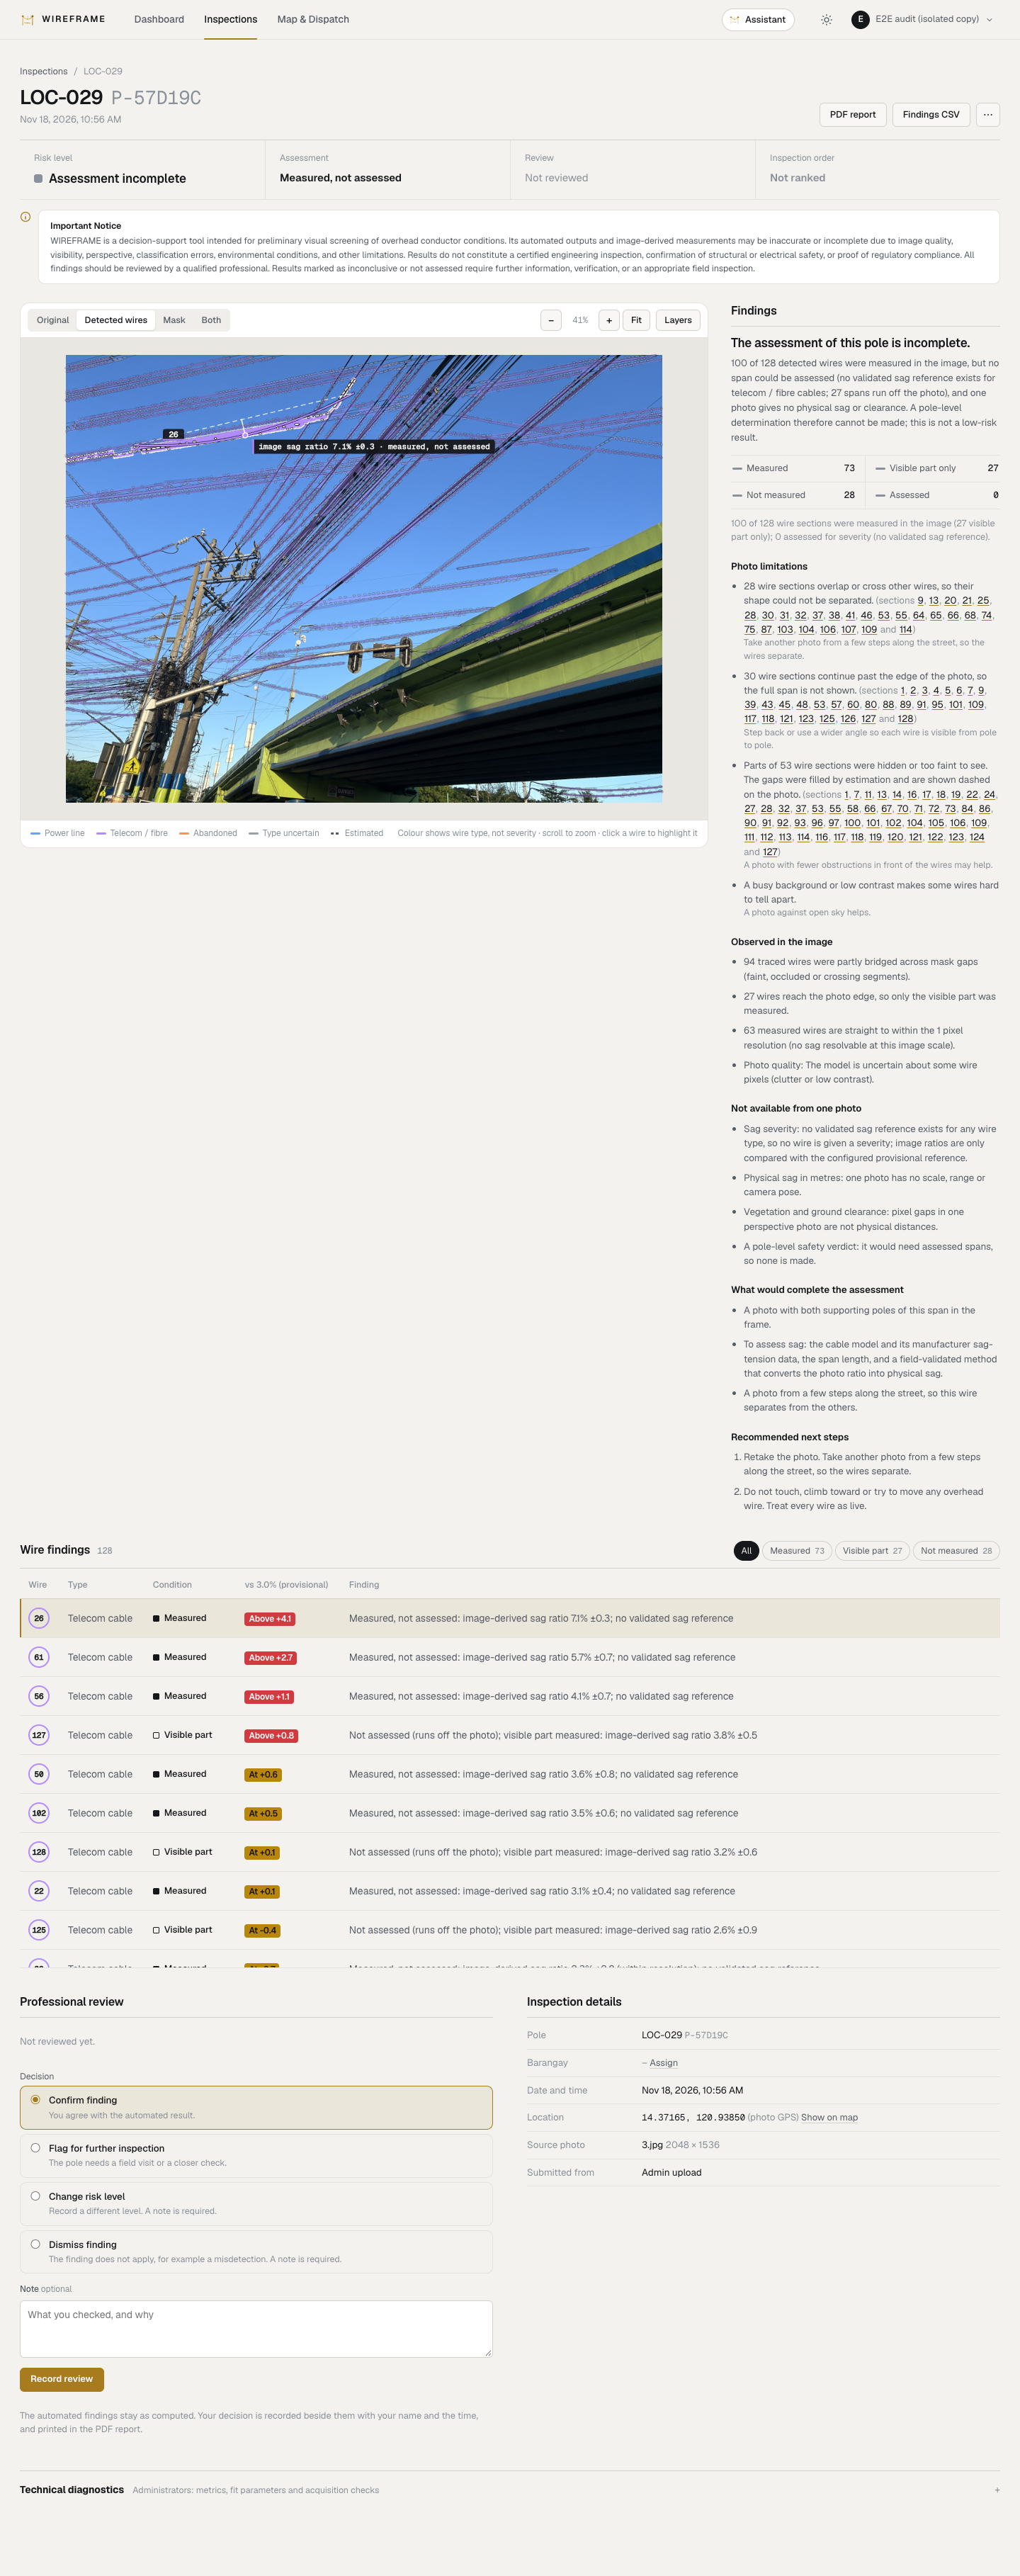 WIREFRAME
Dashboard
Inspections
Map & Dispatch
Assistant
E
E2E audit (isolated copy)
Inspections / LOC-029
LOC-029 P-57D19C
Nov 18, 2026, 10:56 AM
PDF report
Findings CSV
Risk level
Assessment incomplete
Assessment
Measured, not assessed
Review
Not reviewed
Inspection order
Not ranked
Important Notice
WIREFRAME is a decision-support tool intended for preliminary visual screening of overhead conductor conditions. Its automated outputs and image-derived measurements may be inaccurate or incomplete due to image quality,
visibility, perspective, classification errors, environmental conditions, and other limitations. Results do not constitute a certified engineering inspection, confirmation of structural or electrical safety, or proof of regulatory compliance. All
findings should be reviewed by a qualified professional. Results marked as inconclusive or not assessed require further information, verification, or an appropriate field inspection.
Original
Detected wires
Mask
Both
−
41%
+
Fit
Layers
26
image sag ratio 7.1% ±0.3 · measured, not assessed
Power line
Telecom / fibre
Abandoned
Type uncertain
Estimated
Colour shows wire type, not severity · scroll to zoom · click a wire to highlight it
Findings
The assessment of this pole is incomplete.
100 of 128 detected wires were measured in the image, but no
span could be assessed (no validated sag reference exists for
telecom / fibre cables; 27 spans run off the photo), and one
photo gives no physical sag or clearance. A pole-level
determination therefore cannot be made; this is not a low-risk
result.
Measured 73
Visible part only 27
Not measured 28
Assessed 0
100 of 128 wire sections were measured in the image (27 visible
part only); 0 assessed for severity (no validated sag reference).
Photo limitations
28 wire sections overlap or cross other wires, so their
shape could not be separated. (sections 9, 13, 20, 21, 25,
28, 30, 31, 32, 37, 38, 41, 46, 53, 55, 64, 65, 66, 68, 74,
75, 87, 103, 104, 106, 107, 109 and 114)
Take another photo from a few steps along the street, so the
wires separate.
30 wire sections continue past the edge of the photo, so
the full span is not shown. (sections 1, 2, 3, 4, 5, 6, 7, 9,
39, 43, 45, 48, 53, 57, 60, 80, 88, 89, 91, 95, 101, 109,
117, 118, 121, 123, 125, 126, 127 and 128)
Step back or use a wider angle so each wire is visible from pole
to pole.
Parts of 53 wire sections were hidden or too faint to see.
The gaps were filled by estimation and are shown dashed
on the photo. (sections 1, 7, 11, 13, 14, 16, 17, 18, 19, 22, 24,
27, 28, 32, 37, 53, 55, 58, 66, 67, 70, 71, 72, 73, 84, 86,
90, 91, 92, 93, 96, 97, 100, 101, 102, 104, 105, 106, 109,
111, 112, 113, 114, 116, 117, 118, 119, 120, 121, 122, 123, 124
and 127)
A photo with fewer obstructions in front of the wires may help.
A busy background or low contrast makes some wires hard
to tell apart.
A photo against open sky helps.
Observed in the image
94 traced wires were partly bridged across mask gaps
(faint, occluded or crossing segments).
27 wires reach the photo edge, so only the visible part was
measured.
63 measured wires are straight to within the 1 pixel
resolution (no sag resolvable at this image scale).
Photo quality: The model is uncertain about some wire
pixels (clutter or low contrast).
Not available from one photo
Sag severity: no validated sag reference exists for any wire
type, so no wire is given a severity; image ratios are only
compared with the configured provisional reference.
Physical sag in metres: one photo has no scale, range or
camera pose.
Vegetation and ground clearance: pixel gaps in one
perspective photo are not physical distances.
A pole-level safety verdict: it would need assessed spans,
so none is made.
What would complete the assessment
A photo with both supporting poles of this span in the
frame.
To assess sag: the cable model and its manufacturer sag-
tension data, the span length, and a field-validated method
that converts the photo ratio into physical sag.
A photo from a few steps along the street, so this wire
separates from the others.
Recommended next steps
1. Retake the photo. Take another photo from a few steps
along the street, so the wires separate.
2. Do not touch, climb toward or try to move any overhead
wire. Treat every wire as live.
Wire findings 128
All
Measured 73
Visible part 27
Not measured 28
Wire Type Condition vs 3.0% (provisional) Finding
26 Telecom cable Measured Above +4.1 Measured, not assessed: image-derived sag ratio 7.1% ±0.3; no validated sag reference
61 Telecom cable Measured Above +2.7 Measured, not assessed: image-derived sag ratio 5.7% ±0.7; no validated sag reference
56 Telecom cable Measured Above +1.1 Measured, not assessed: image-derived sag ratio 4.1% ±0.7; no validated sag reference
127 Telecom cable Visible part Above +0.8 Not assessed (runs off the photo); visible part measured: image-derived sag ratio 3.8% ±0.5
50 Telecom cable Measured At +0.6 Measured, not assessed: image-derived sag ratio 3.6% ±0.8; no validated sag reference
102 Telecom cable Measured At +0.5 Measured, not assessed: image-derived sag ratio 3.5% ±0.6; no validated sag reference
128 Telecom cable Visible part At +0.1 Not assessed (runs off the photo); visible part measured: image-derived sag ratio 3.2% ±0.6
22 Telecom cable Measured At +0.1 Measured, not assessed: image-derived sag ratio 3.1% ±0.4; no validated sag reference
125 Telecom cable Visible part At -0.4 Not assessed (runs off the photo); visible part measured: image-derived sag ratio 2.6% ±0.9
Professional review
Not reviewed yet.
Decision
Confirm finding
You agree with the automated result.
Flag for further inspection
The pole needs a field visit or a closer check.
Change risk level
Record a different level. A note is required.
Dismiss finding
The finding does not apply, for example a misdetection. A note is required.
Note optional
What you checked, and why
Record review
The automated findings stay as computed. Your decision is recorded beside them with your name and the time,
and printed in the PDF report.
Inspection details
Pole LOC-029 P-57D19C
Barangay – Assign
Date and time Nov 18, 2026, 10:56 AM
Location 14.37165, 120.93850 (photo GPS) Show on map
Source photo 3.jpg 2048 × 1536
Submitted from Admin upload
Technical diagnostics Administrators: metrics, fit parameters and acquisition checks +